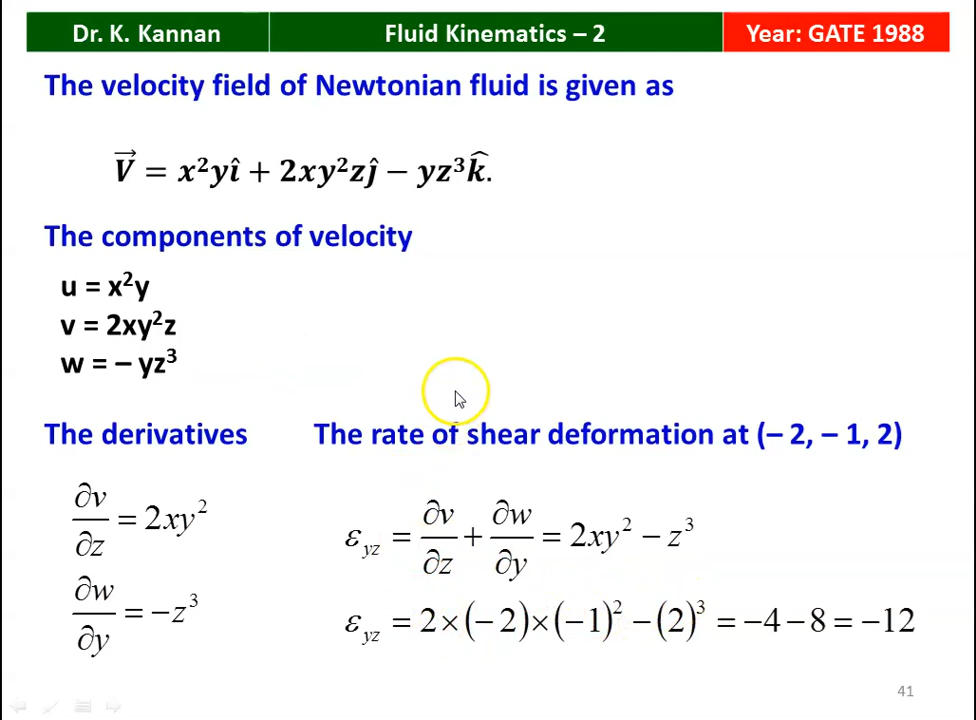 Dr. K. Kannan
Fluid Kinematics – 2
Year: GATE 1988
The velocity field of Newtonian fluid is given as
V⃗ = x²yî + 2xy²zĵ − yz³k̂.
The components of velocity
u = x²y
v = 2xy²z
w = – yz³
The derivatives
∂v/∂z = 2xy²
∂w/∂y = −z³
The rate of shear deformation at (– 2, – 1, 2)
ε_yz = ∂v/∂z + ∂w/∂y = 2xy² − z³
ε_yz = 2×(−2)×(−1)² − (2)³ = −4 − 8 = −12
41